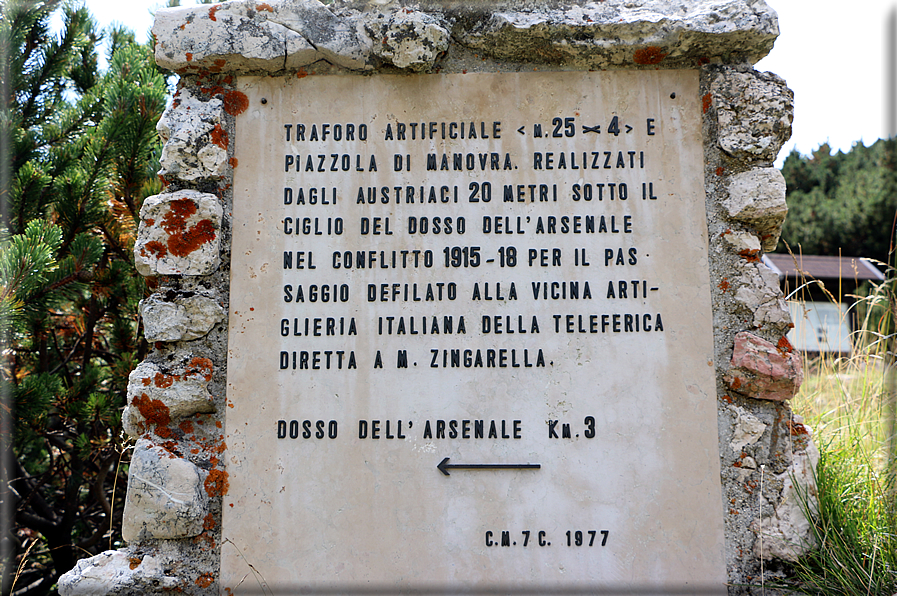 TRAFORO ARTIFICIALE <M.25×4> E
PIAZZOLA DI MANOVRA. REALIZZATI
DAGLI AUSTRIACI 20 METRI SOTTO IL
CIGLIO DEL DOSSO DELL'ARSENALE
NEL CONFLITTO 1915-18 PER IL PAS-
SAGGIO DEFILATO ALLA VICINA ARTI-
GLIERIA ITALIANA DELLA TELEFERICA
DIRETTA A M. ZINGARELLA.
DOSSO DELL'ARSENALE KM.3
C.M.7C. 1977